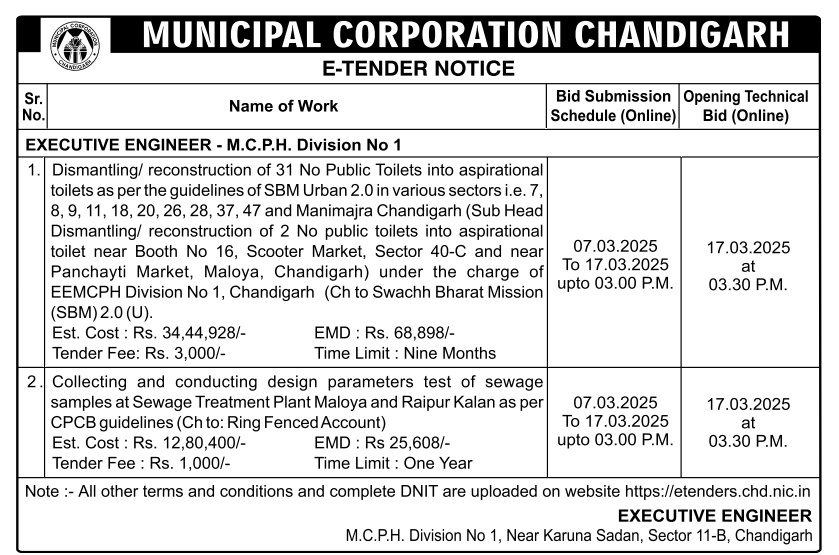 MUNICIPAL CORPORATION CHANDIGARH
MUNICIPAL CORPORATION
CHANDIGARH
E-TENDER NOTICE
Sr. No.
Name of Work
Bid Submission Schedule (Online)
Opening Technical Bid (Online)
EXECUTIVE ENGINEER - M.C.P.H. Division No 1
1. Dismantling/ reconstruction of 31 No Public Toilets into aspirational
toilets as per the guidelines of SBM Urban 2.0 in various sectors i.e. 7,
8, 9, 11, 18, 20, 26, 28, 37, 47 and Manimajra Chandigarh (Sub Head
Dismantling/ reconstruction of 2 No public toilets into aspirational
toilet near Booth No 16, Scooter Market, Sector 40-C and near
Panchayti Market, Maloya, Chandigarh) under the charge of
EEMCPH Division No 1, Chandigarh (Ch to Swachh Bharat Mission
(SBM) 2.0 (U).
Est. Cost : Rs. 34,44,928/- EMD : Rs. 68,898/-
Tender Fee: Rs. 3,000/- Time Limit : Nine Months
07.03.2025
To 17.03.2025
upto 03.00 P.M.
17.03.2025
at
03.30 P.M.
2. Collecting and conducting design parameters test of sewage
samples at Sewage Treatment Plant Maloya and Raipur Kalan as per
CPCB guidelines (Ch to: Ring Fenced Account)
Est. Cost : Rs. 12,80,400/- EMD : Rs 25,608/-
Tender Fee : Rs. 1,000/- Time Limit : One Year
07.03.2025
To 17.03.2025
upto 03.00 P.M.
17.03.2025
at
03.30 P.M.
Note :- All other terms and conditions and complete DNIT are uploaded on website https://etenders.chd.nic.in
EXECUTIVE ENGINEER
M.C.P.H. Division No 1, Near Karuna Sadan, Sector 11-B, Chandigarh